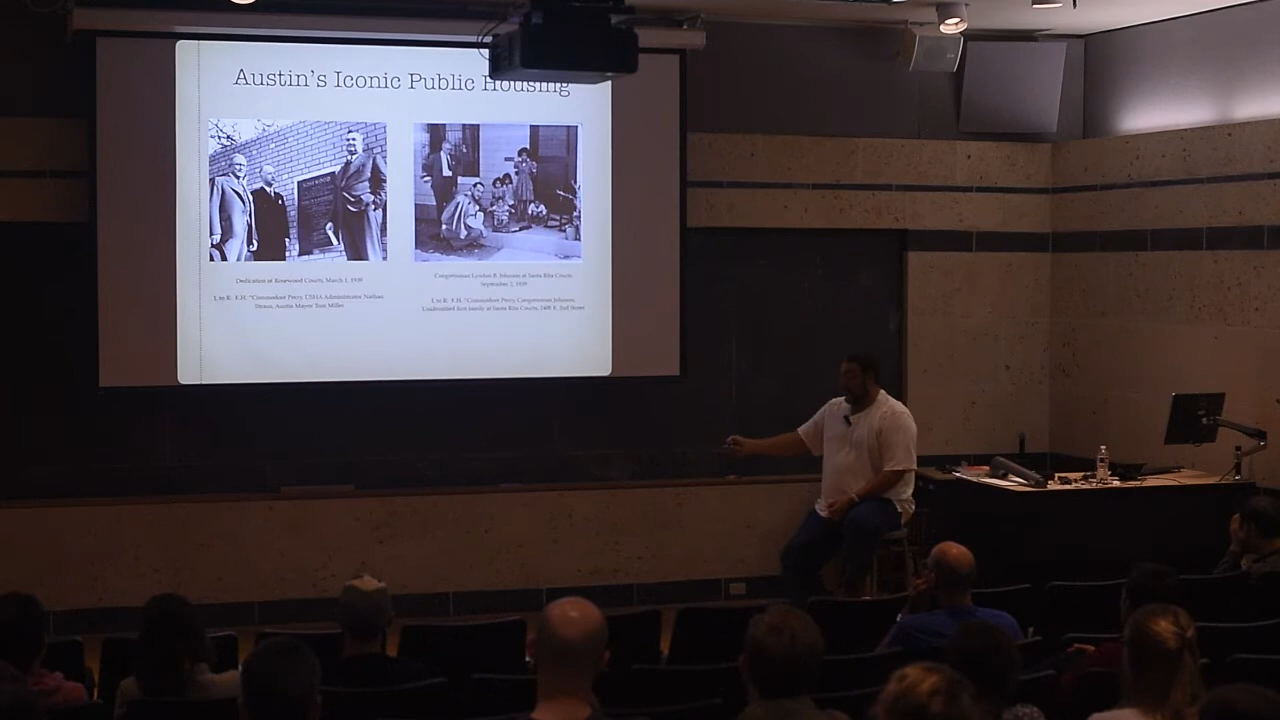 Austin's Iconic Public Housing
Dedication of Rosewood Courts, March 1, 1939
L to R: E.H. "Commodore Perry, USHA Administrator Nathan
Straus, Austin Mayor Tom Miller
Congressman Lyndon B. Johnson at Santa Rita Courts,
September 2, 1939
L to R: E.H. "Commodore Perry, Congressman Johnson,
Unidentified first family at Santa Rita Courts, 2408 E. 2nd Street